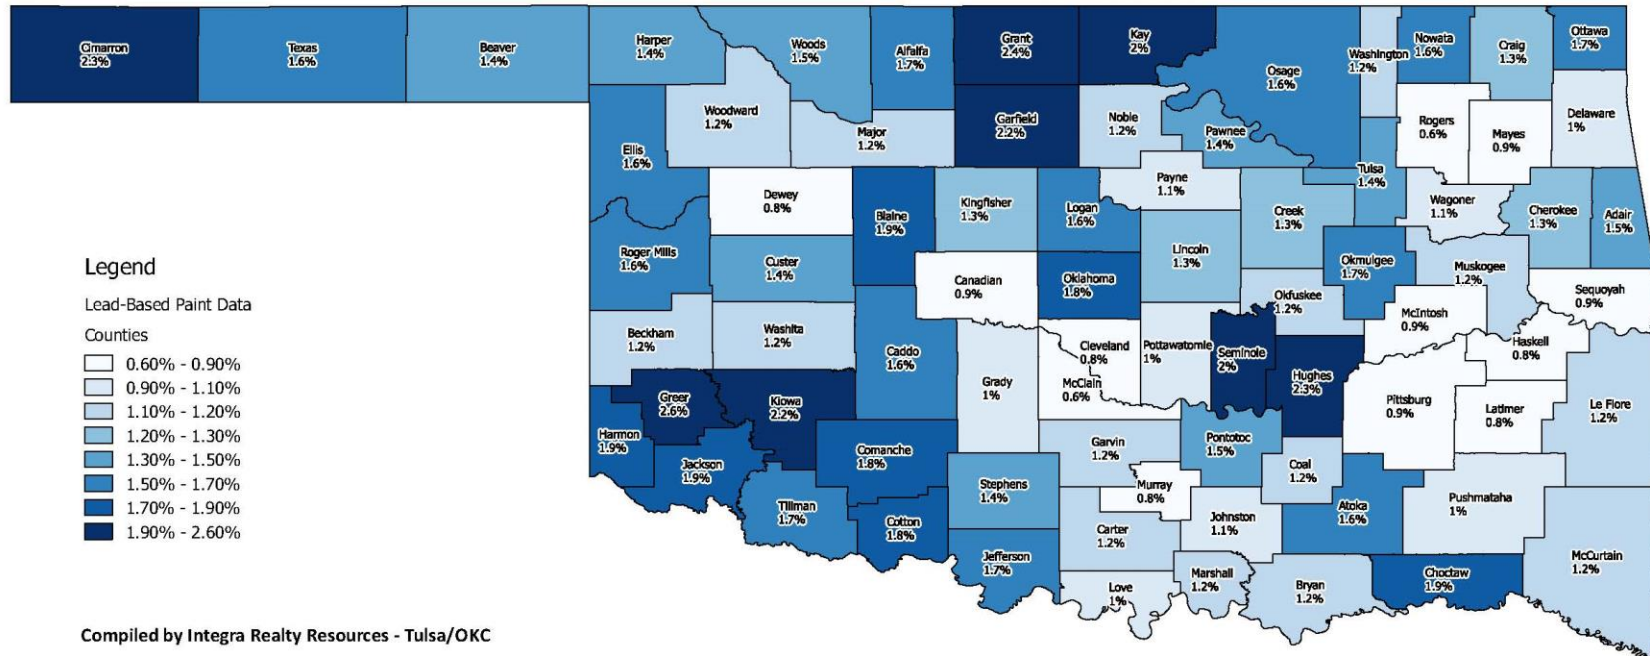 Cimarron
2.3%
Texas
1.6%
Beaver
1.4%
Harper
1.4%
Woods
1.5%
Alfalfa
1.7%
Grant
2.4%
Kay
2%
Osage
1.6%
Washington
1.2%
Nowata
1.6%
Craig
1.3%
Ottawa
1.7%
Woodward
1.2%
Major
1.2%
Garfield
2.2%
Noble
1.2%
Pawnee
1.4%
Rogers
0.6%
Mayes
0.9%
Delaware
1%
Ellis
1.6%
Dewey
0.8%
Blaine
1.9%
Kingfisher
1.3%
Logan
1.6%
Payne
1.1%
Creek
1.3%
Tulsa
1.4%
Wagoner
1.1%
Cherokee
1.3%
Adair
1.5%
Roger Mills
1.6%
Custer
1.4%
Canadian
0.9%
Oklahoma
1.8%
Lincoln
1.3%
Okmulgee
1.7%
Muskogee
1.2%
Okfuskee
1.2%
McIntosh
0.9%
Sequoyah
0.9%
Beckham
1.2%
Washita
1.2%
Caddo
1.6%
Grady
1%
Cleveland
0.8%
McClain
0.6%
Pottawatomie
1%
Seminole
2%
Hughes
2.3%
Haskell
0.8%
Pittsburg
0.9%
Latimer
0.8%
Le Flore
1.2%
Greer
2.6%
Kiowa
2.2%
Harmon
1.9%
Jackson
1.9%
Comanche
1.8%
Garvin
1.2%
Pontotoc
1.5%
Coal
1.2%
Tillman
1.7%
Cotton
1.8%
Stephens
1.4%
Murray
0.8%
Johnston
1.1%
Atoka
1.6%
Pushmataha
1%
Carter
1.2%
Jefferson
1.7%
Love
1%
Marshall
1.2%
Bryan
1.2%
Choctaw
1.9%
McCurtain
1.2%
Legend
Lead-Based Paint Data
Counties
0.60% - 0.90%
0.90% - 1.10%
1.10% - 1.20%
1.20% - 1.30%
1.30% - 1.50%
1.50% - 1.70%
1.70% - 1.90%
1.90% - 2.60%
Compiled by Integra Realty Resources - Tulsa/OKC